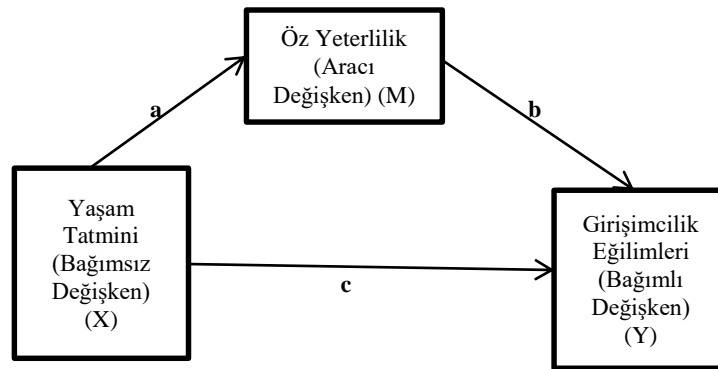 Öz Yeterlilik
(Aracı
Değişken) (M)
a
b
Yaşam
Tatmini
(Bağımsız
Değişken)
(X)
c
Girişimcilik
Eğilimleri
(Bağımlı
Değişken)
(Y)